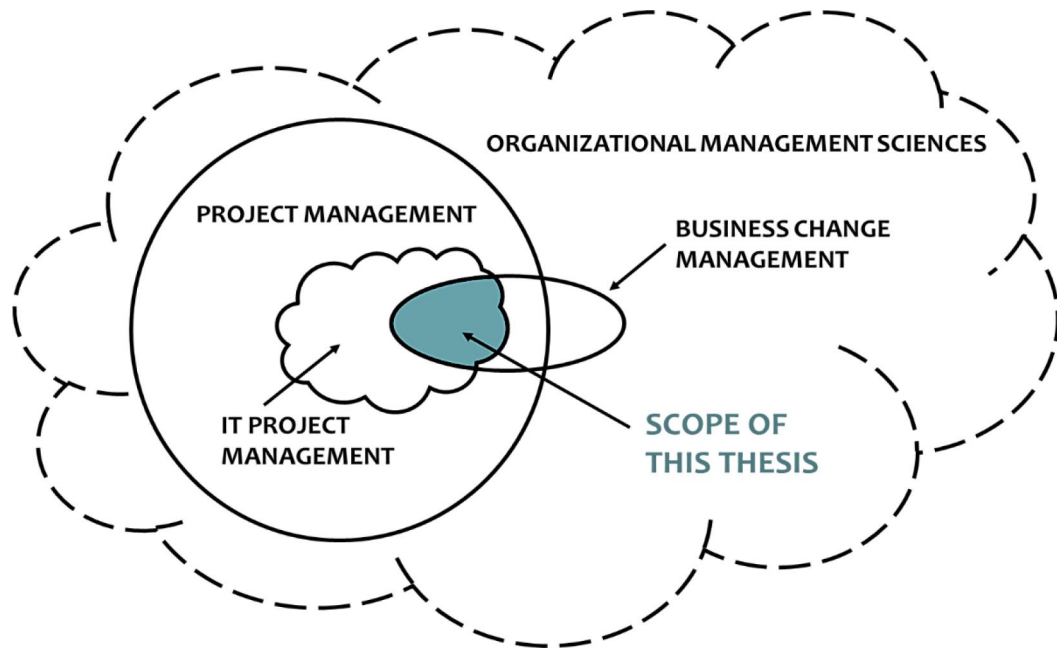 ORGANIZATIONAL MANAGEMENT SCIENCES
PROJECT MANAGEMENT
BUSINESS CHANGE
MANAGEMENT
IT PROJECT
MANAGEMENT
SCOPE OF
THIS THESIS